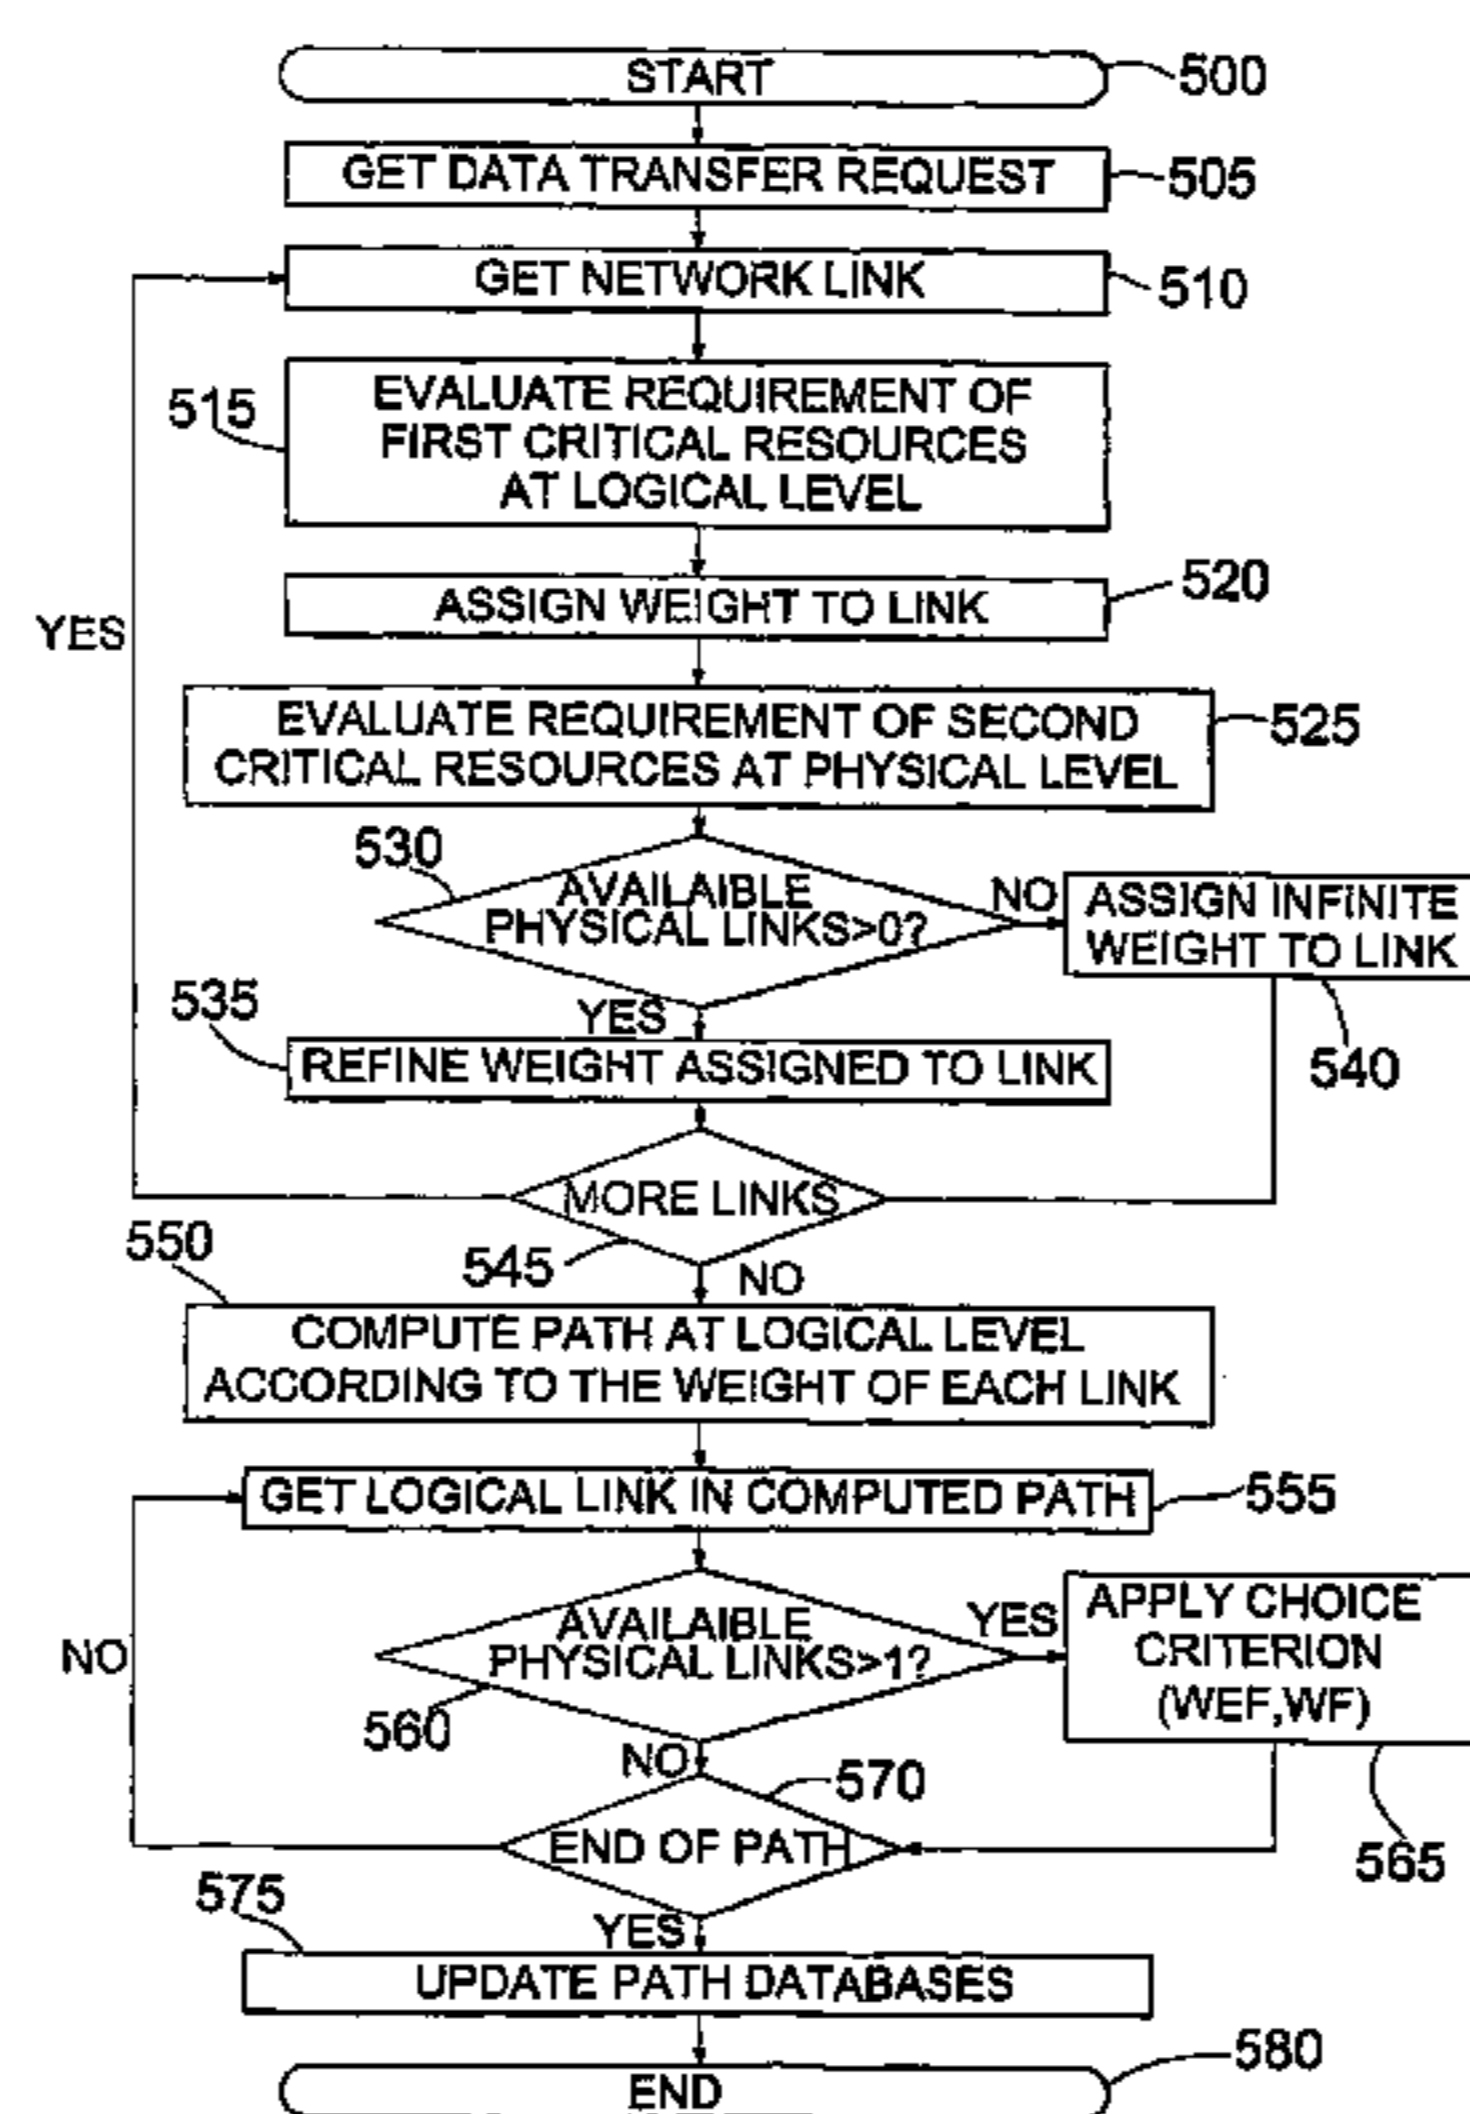 START
500
GET DATA TRANSFER REQUEST
505
GET NETWORK LINK
510
515
EVALUATE REQUIREMENT OF
FIRST CRITICAL RESOURCES
AT LOGICAL LEVEL
520
ASSIGN WEIGHT TO LINK
YES
EVALUATE REQUIREMENT OF SECOND
CRITICAL RESOURCES AT PHYSICAL LEVEL
525
530
AVAILAIBLE
PHYSICAL LINKS>0?
NO
ASSIGN INFINITE
WEIGHT TO LINK
535
YES
REFINE WEIGHT ASSIGNED TO LINK
540
MORE LINKS
545
NO
550
COMPUTE PATH AT LOGICAL LEVEL
ACCORDING TO THE WEIGHT OF EACH LINK
GET LOGICAL LINK IN COMPUTED PATH
555
AVAILAIBLE
PHYSICAL LINKS>1?
YES
APPLY CHOICE
CRITERION
(WEF,WF)
NO
560
NO
570
END OF PATH
565
575
YES
UPDATE PATH DATABASES
580
END